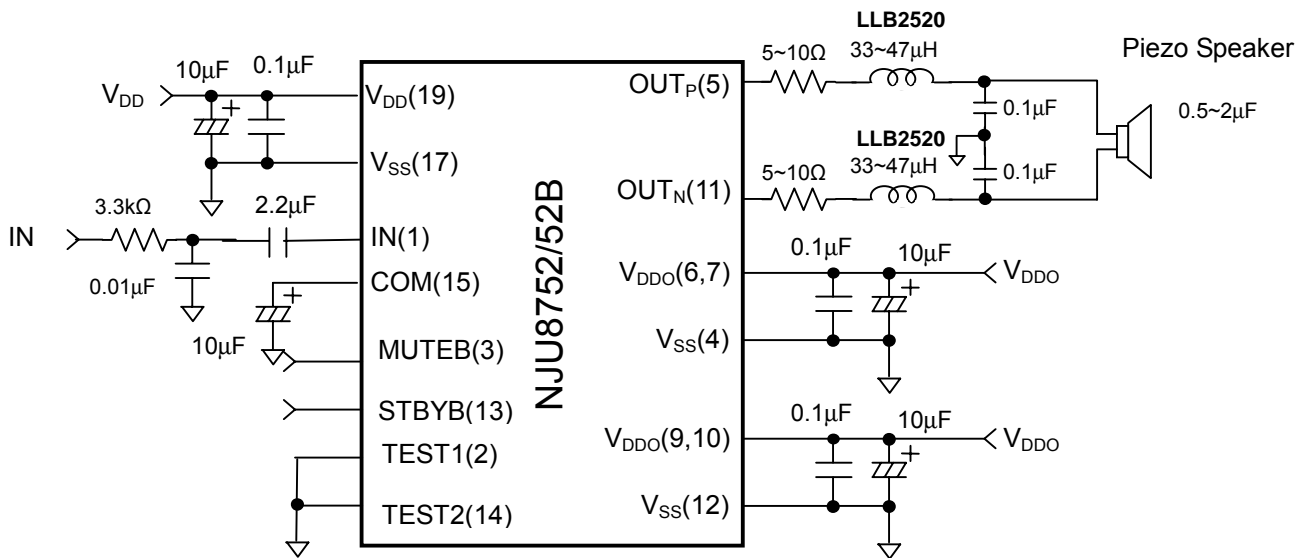 LLB2520
33~47μH
5~10Ω
Piezo Speaker
0.5~2μF
0.1μF
0.1μF
LLB2520
33~47μH
5~10Ω
10μF
0.1μF
V_DD
V_DD(19)
V_SS(17)
3.3kΩ
2.2μF
IN
IN(1)
0.01μF
COM(15)
10μF
MUTEB(3)
STBYB(13)
TEST1(2)
TEST2(14)
NJU8752/52B
OUT_P(5)
OUT_N(11)
0.1μF
10μF
V_DDO(6,7)
V_DDO
V_SS(4)
0.1μF
10μF
V_DDO(9,10)
V_DDO
V_SS(12)
+
+
+
+